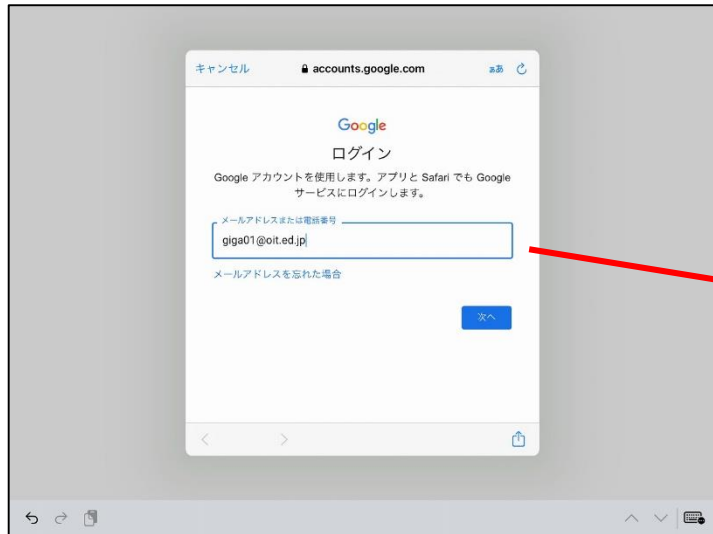 キャンセル
accounts.google.com
ああ
Google
ログイン
Google アカウントを使用します。アプリと Safari でも Google
サービスにログインします。
メールアドレスまたは電話番号
giga01@oit.ed.jp
メールアドレスを忘れた場合
次へ